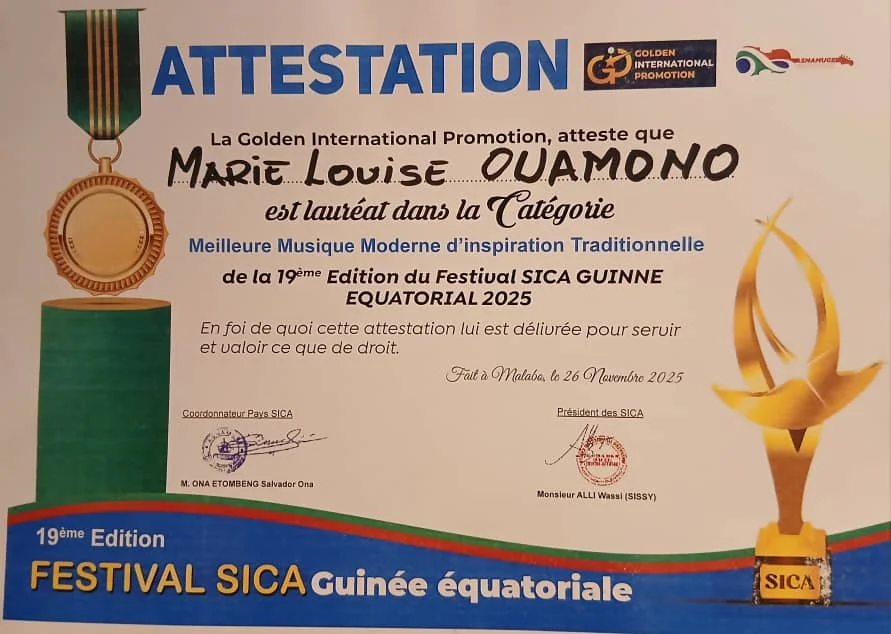 ATTESTATION
GOLDEN
INTERNATIONAL
PROMOTION
La Golden International Promotion, atteste que
MARIE LOUISE OUAMONO
est lauréat dans la Catégorie
Meilleure Musique Moderne d'inspiration Traditionnelle
de la 19ème Edition du Festival SICA GUINNE
EQUATORIAL 2025
En foi de quoi cette attestation lui est délivrée pour servir
et valoir ce que de droit.
Fait à Malabo, le 26 Novembre 2025
Coordonnateur Pays SICA
Président des SICA
M. ONA ETOMBENG Salvador Ona
Monsieur ALLI Wassi (SISSY)
19ème Edition
FESTIVAL SICA Guinée équatoriale
SICA